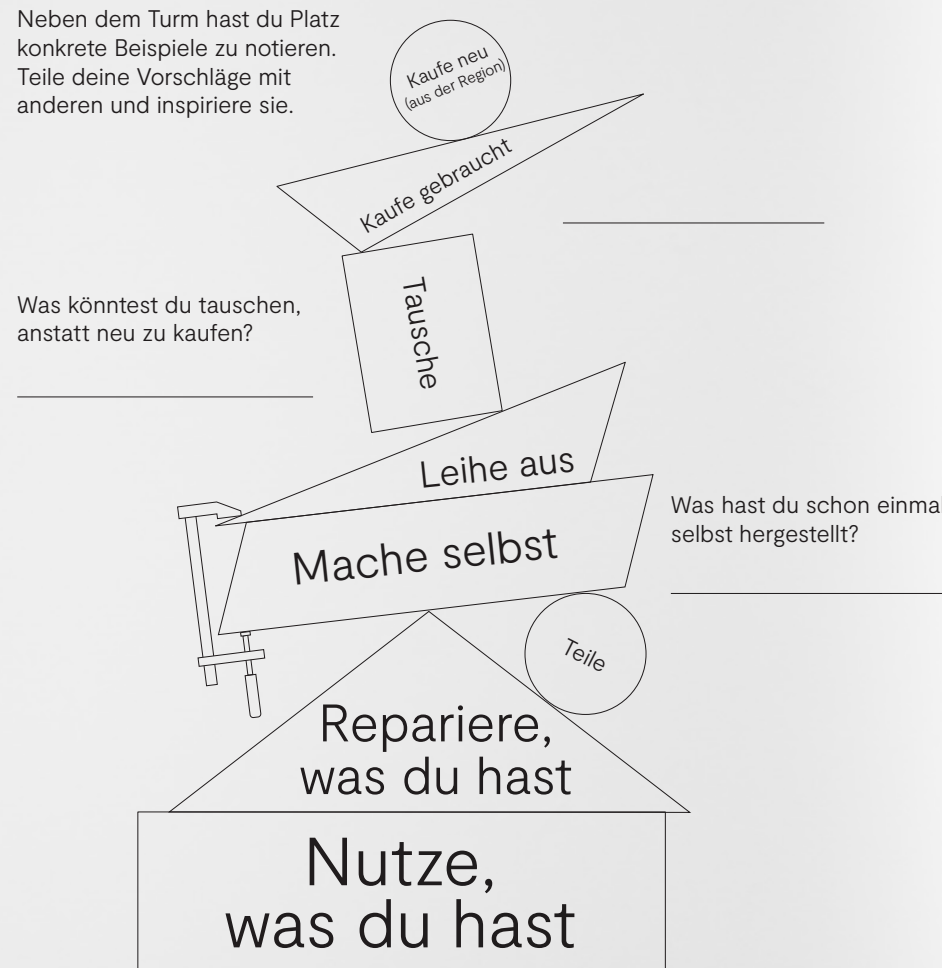 Neben dem Turm hast du Platz
konkrete Beispiele zu notieren.
Teile deine Vorschläge mit
anderen und inspiriere sie.
Kaufe neu
(aus der Region)
Kaufe gebraucht
Tausche
Was könntest du tauschen,
anstatt neu zu kaufen?
Leihe aus
Mache selbst
Was hast du schon einmal
selbst hergestellt?
Teile
Repariere,
was du hast
Nutze,
was du hast